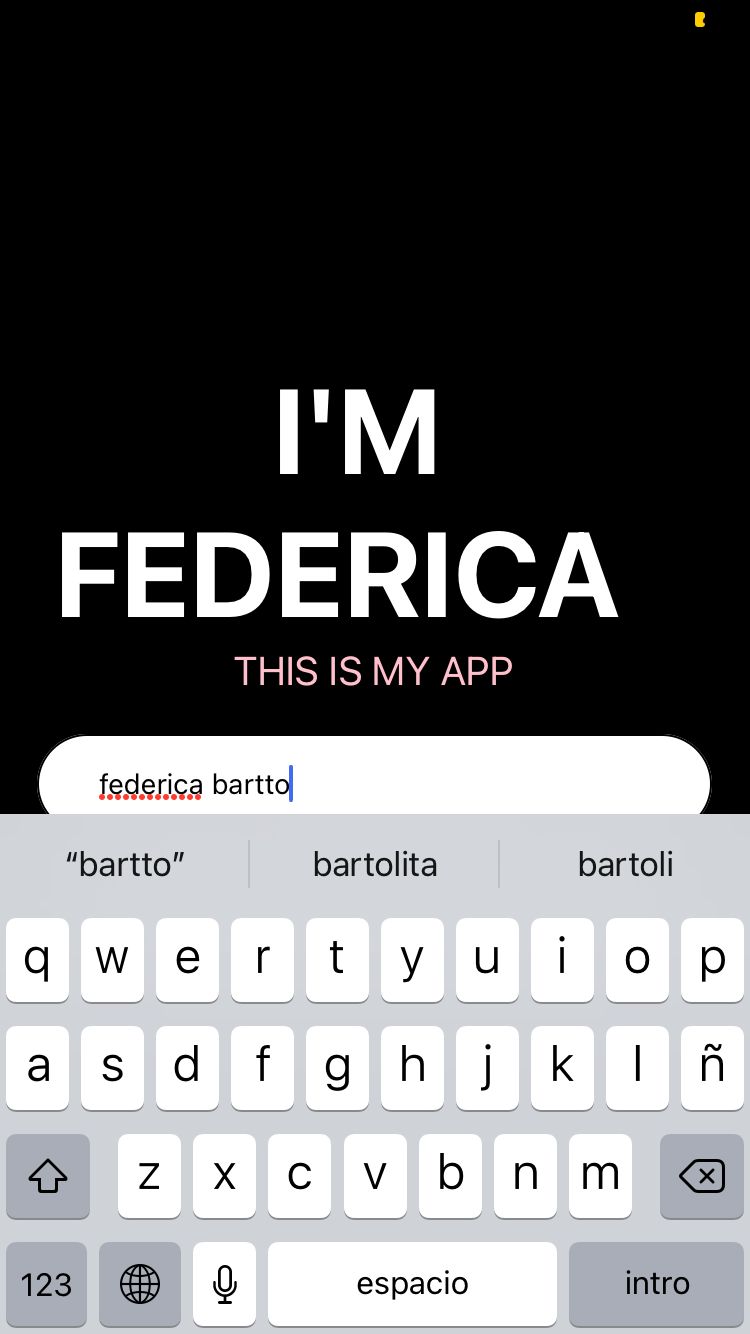 I'M
FEDERICA
THIS IS MY APP
federica bartto
“bartto” bartolita bartoli
q w e r t y u i o p
a s d f g h j k l ñ
z x c v b n m
123 espacio intro